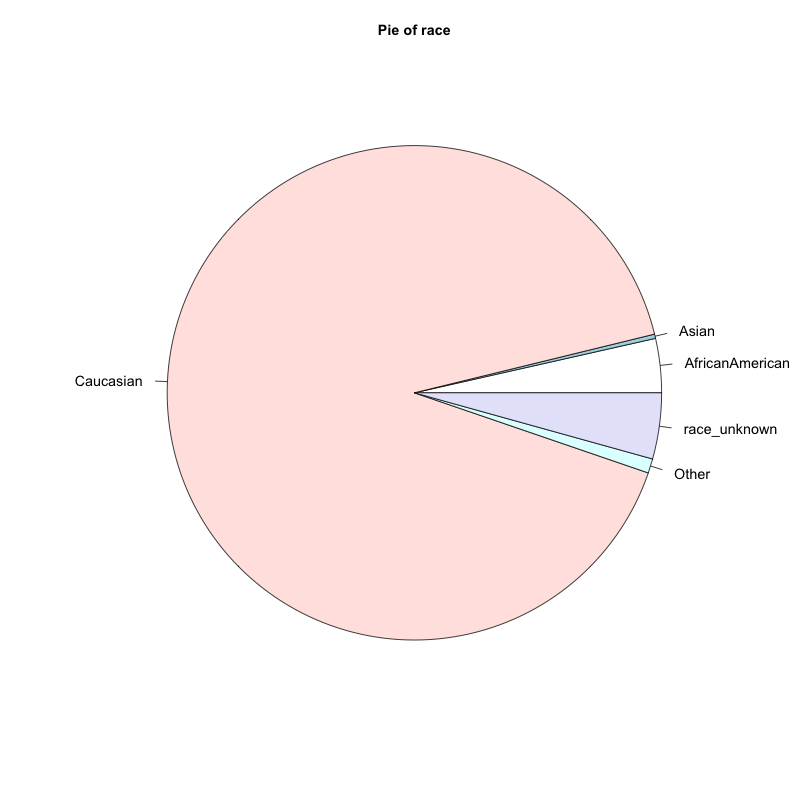 Pie of race
Asian
AfricanAmerican
Caucasian
race_unknown
Other